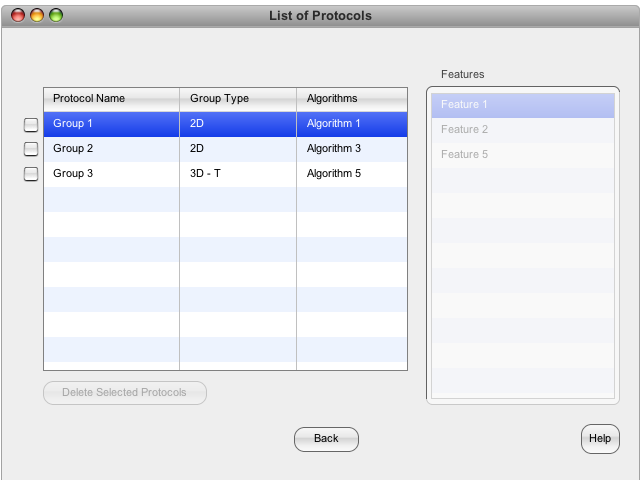 List of Protocols
Features
Protocol Name Group Type Algorithms
Group 1 2D Algorithm 1
Group 2 2D Algorithm 3
Group 3 3D - T Algorithm 5
Feature 1
Feature 2
Feature 5
Delete Selected Protocols
Back
Help